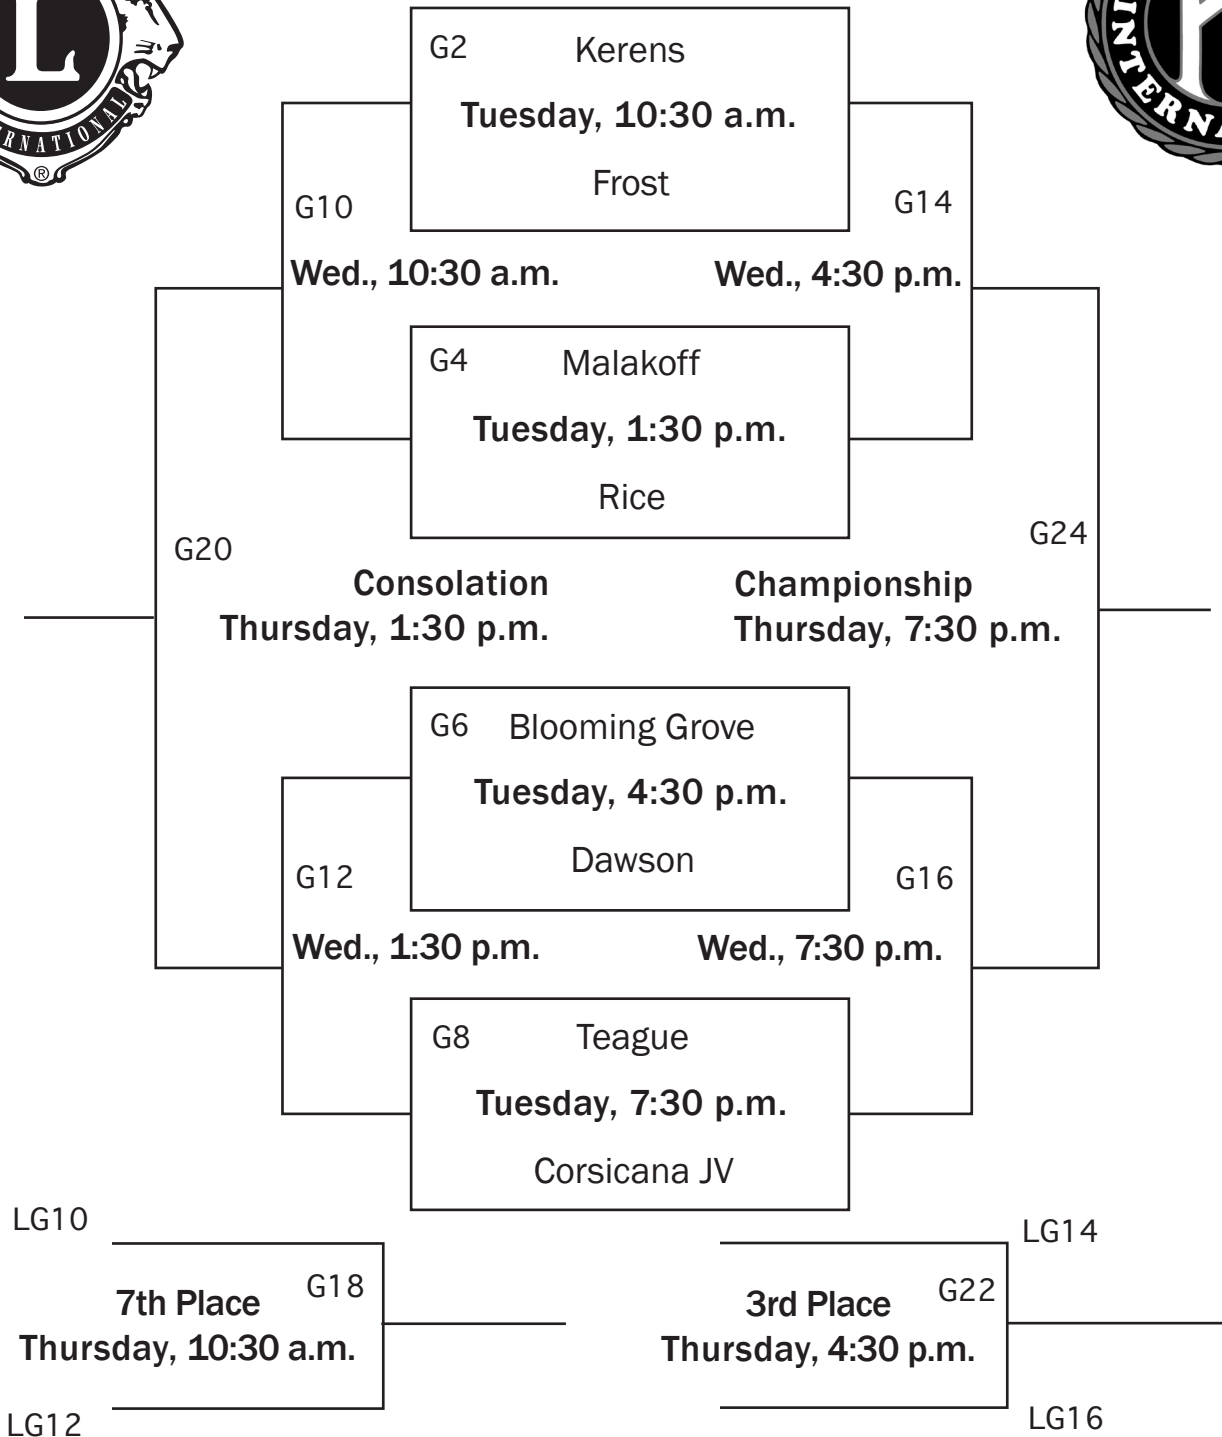 L
RNATIONAL
®
INTERN
G2 Kerens
Tuesday, 10:30 a.m.
Frost
G10
G14
Wed., 10:30 a.m.
Wed., 4:30 p.m.
G4 Malakoff
Tuesday, 1:30 p.m.
Rice
G20
G24
Consolation
Thursday, 1:30 p.m.
Championship
Thursday, 7:30 p.m.
G6 Blooming Grove
Tuesday, 4:30 p.m.
Dawson
G12
G16
Wed., 1:30 p.m.
Wed., 7:30 p.m.
G8 Teague
Tuesday, 7:30 p.m.
Corsicana JV
LG10
7th Place G18
Thursday, 10:30 a.m.
LG12
LG14
3rd Place G22
Thursday, 4:30 p.m.
LG16